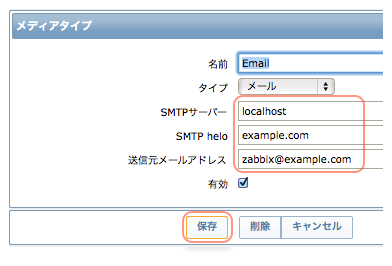 メディアタイプ
名前 Email
タイプ メール
SMTPサーバー localhost
SMTP helo example.com
送信元メールアドレス zabbix@example.com
有効
保存 削除 キャンセル